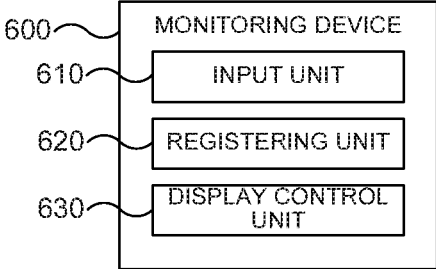 600 MONITORING DEVICE
610 INPUT UNIT
620 REGISTERING UNIT
630 DISPLAY CONTROL
UNIT